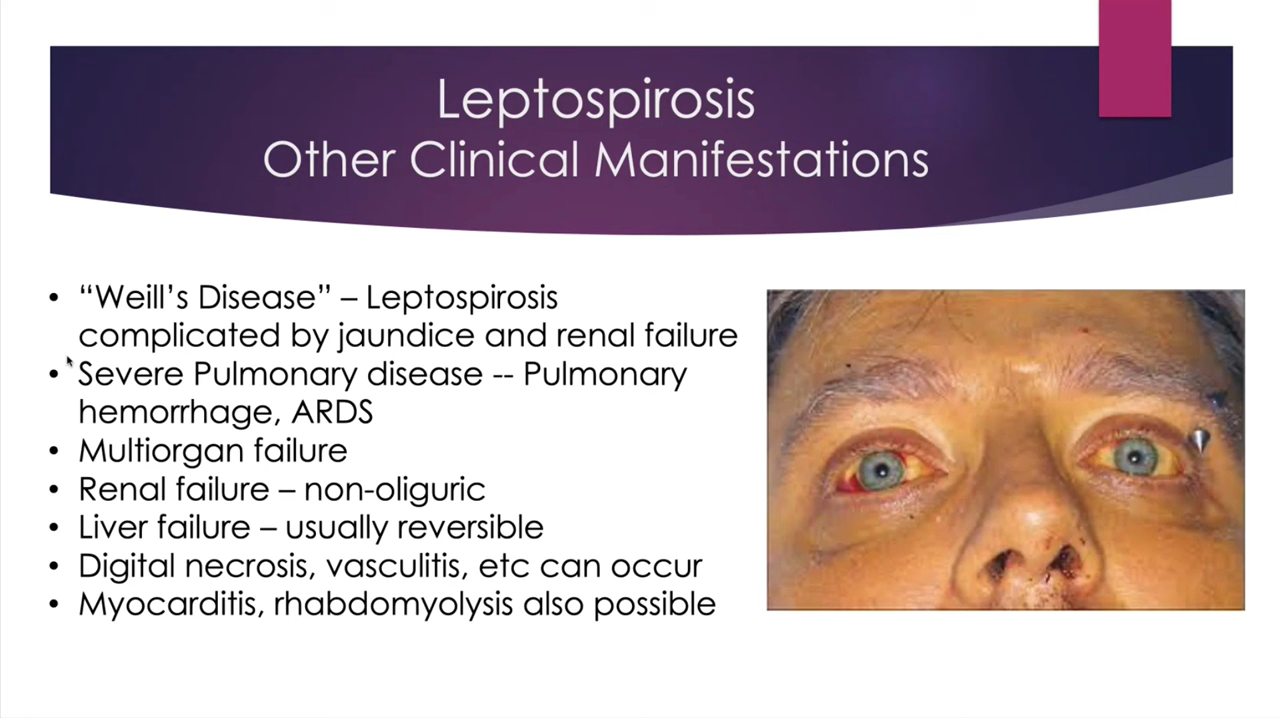 Leptospirosis
Other Clinical Manifestations
• “Weill’s Disease” – Leptospirosis
complicated by jaundice and renal failure
• Severe Pulmonary disease -- Pulmonary
hemorrhage, ARDS
• Multiorgan failure
• Renal failure – non-oliguric
• Liver failure – usually reversible
• Digital necrosis, vasculitis, etc can occur
• Myocarditis, rhabdomyolysis also possible